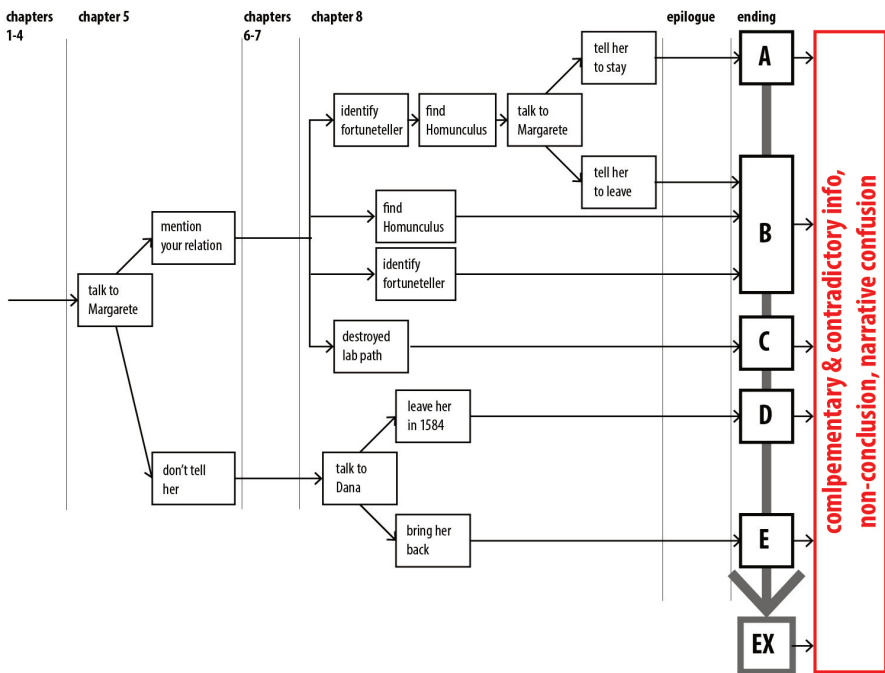 chapters
1-4
chapter 5
chapters
6-7
chapter 8
epilogue
ending
tell her
to stay
A
identify
fortuneteller
find
Homunculus
talk to
Margarete
tell her
to leave
mention
your relation
find
Homunculus
B
talk to
Margarete
identify
fortuneteller
destroyed
lab path
C
leave her
in 1584
D
don't tell
her
talk to
Dana
bring her
back
E
EX
comlpementary & contradictory info,
non-conclusion, narrative confusion